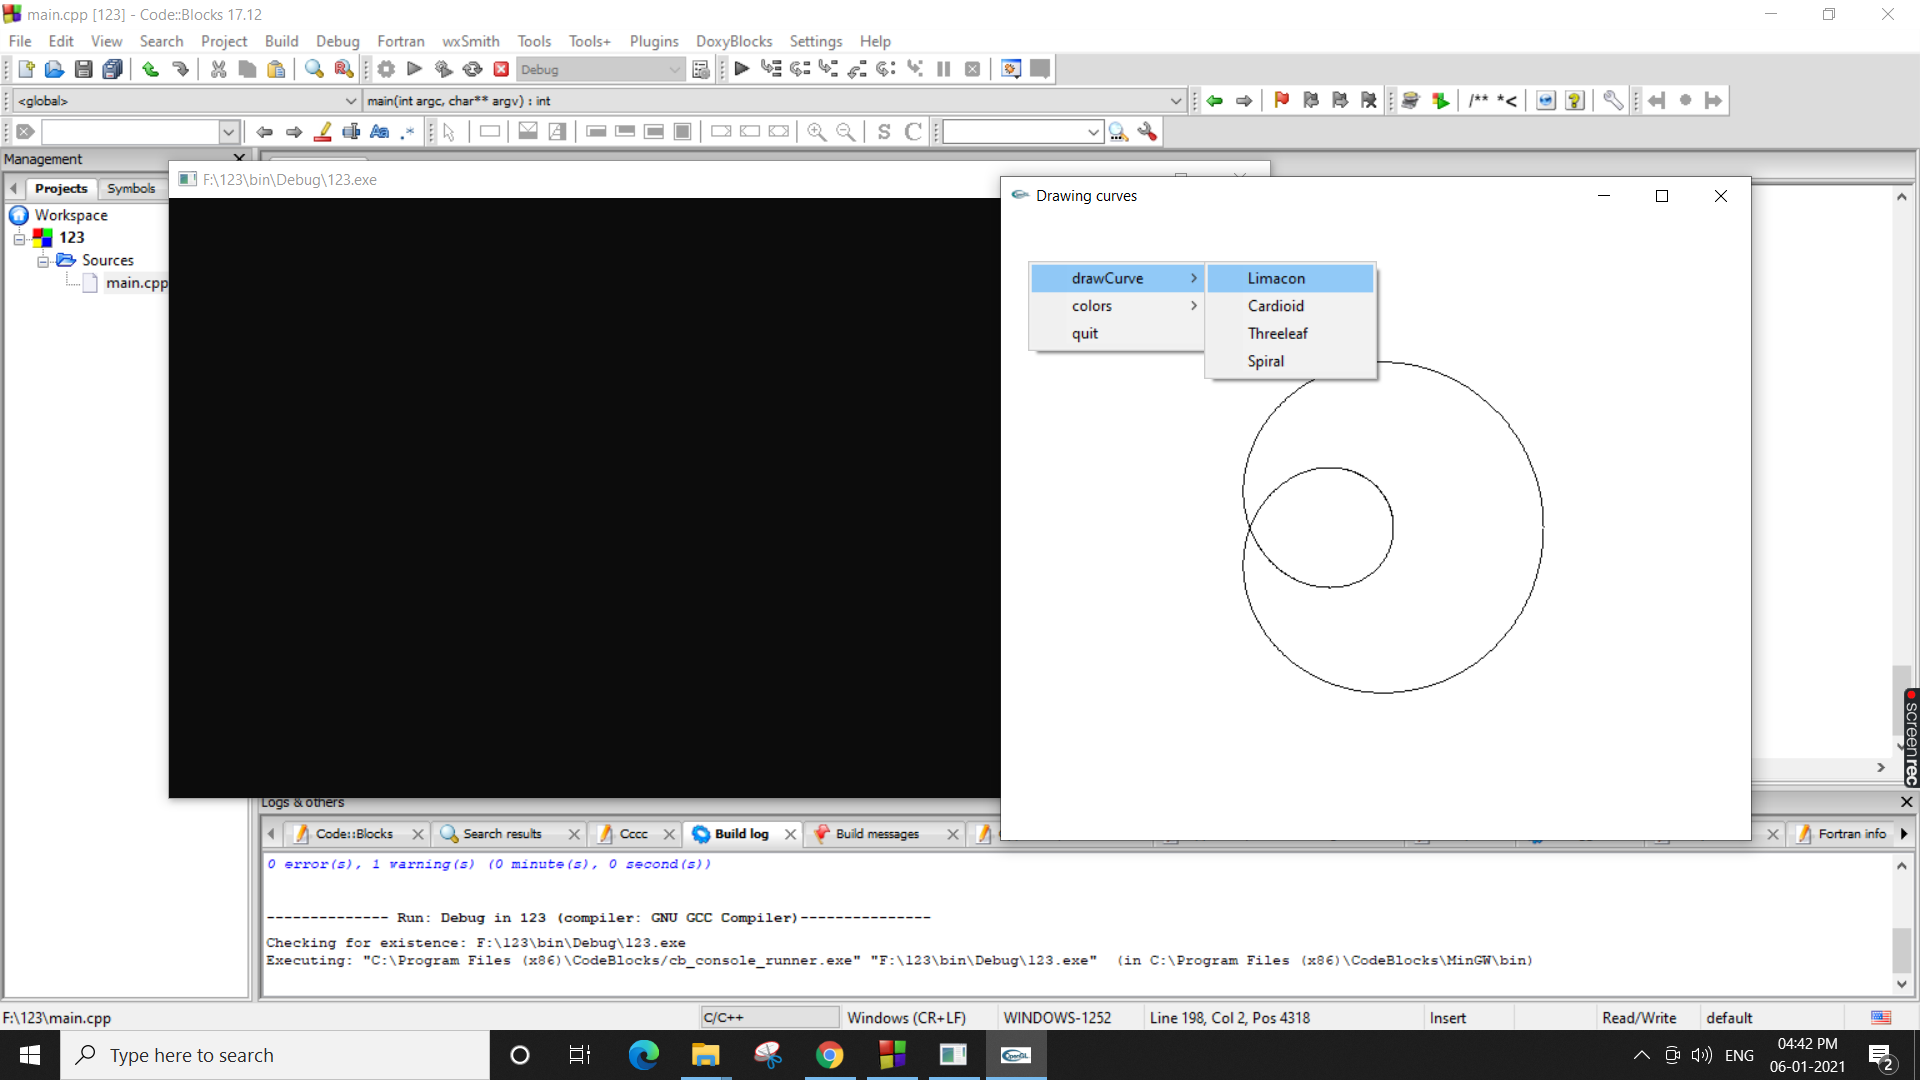 main.cpp [123] - Code::Blocks 17.12
File Edit View Search Project Build Debug Fortran wxSmith Tools Tools+ Plugins DoxyBlocks Settings Help
Debug
<global> main(int argc, char** argv) : int /** *<
Aa .* S C
Management
Projects Symbols
Workspace
123
Sources
main.cpp
F:\123\bin\Debug\123.exe
Drawing curves
drawCurve
colors
quit
Limacon
Cardioid
Threeleaf
Spiral
screenrec
Logs & others
Code::Blocks Search results Cccc Build log Build messages Fortran info
0 error(s), 1 warning(s) (0 minute(s), 0 second(s))
-------------- Run: Debug in 123 (compiler: GNU GCC Compiler)---------------
Checking for existence: F:\123\bin\Debug\123.exe
Executing: "C:\Program Files (x86)\CodeBlocks/cb_console_runner.exe" "F:\123\bin\Debug\123.exe"  (in C:\Program Files (x86)\CodeBlocks\MinGW\bin)
F:\123\main.cpp C/C++ Windows (CR+LF) WINDOWS-1252 Line 198, Col 2, Pos 4318 Insert Read/Write default
Type here to search
OpenGL
ENG
04:42 PM
06-01-2021
2